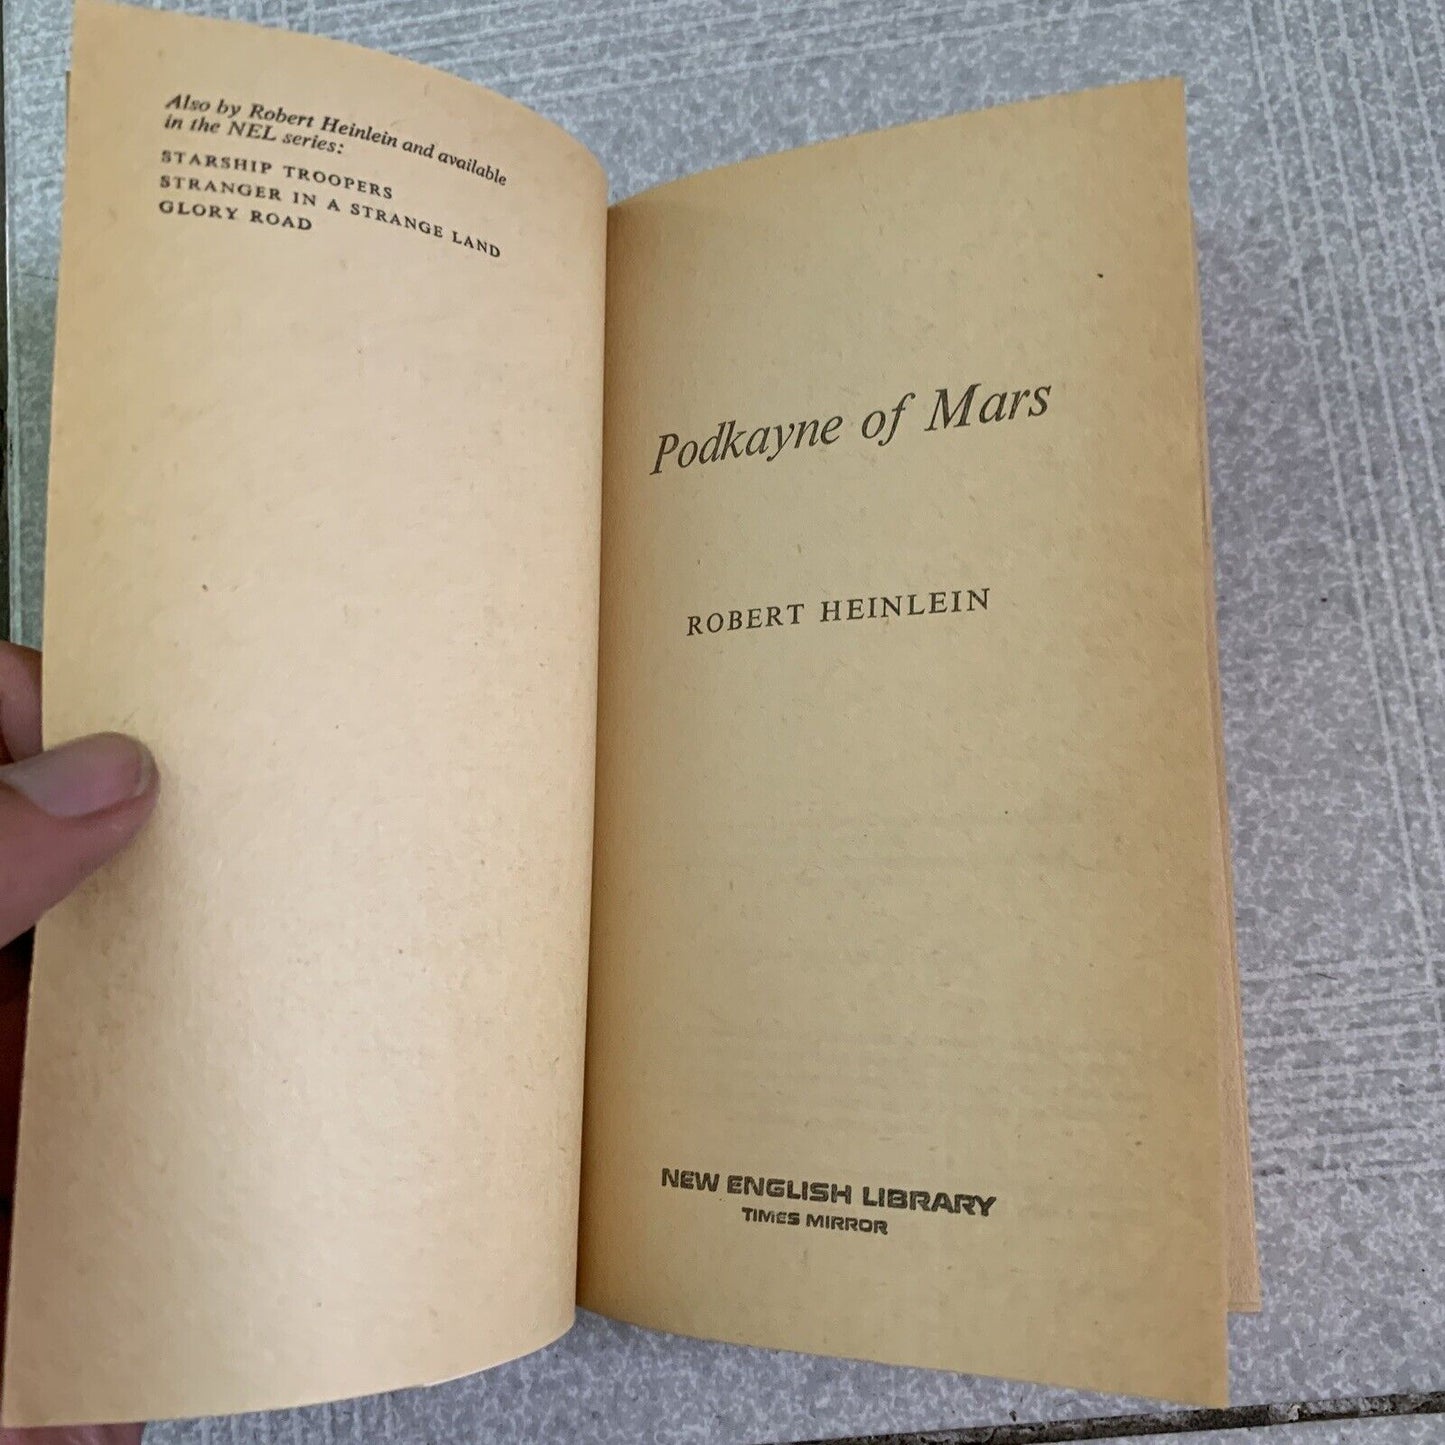 Also by Robert Heinlein and available
in the NEL series:
STARSHIP TROOPERS
STRANGER IN A STRANGE LAND
GLORY ROAD
Podkayne of Mars
ROBERT HEINLEIN
NEW ENGLISH LIBRARY
TIMES MIRROR